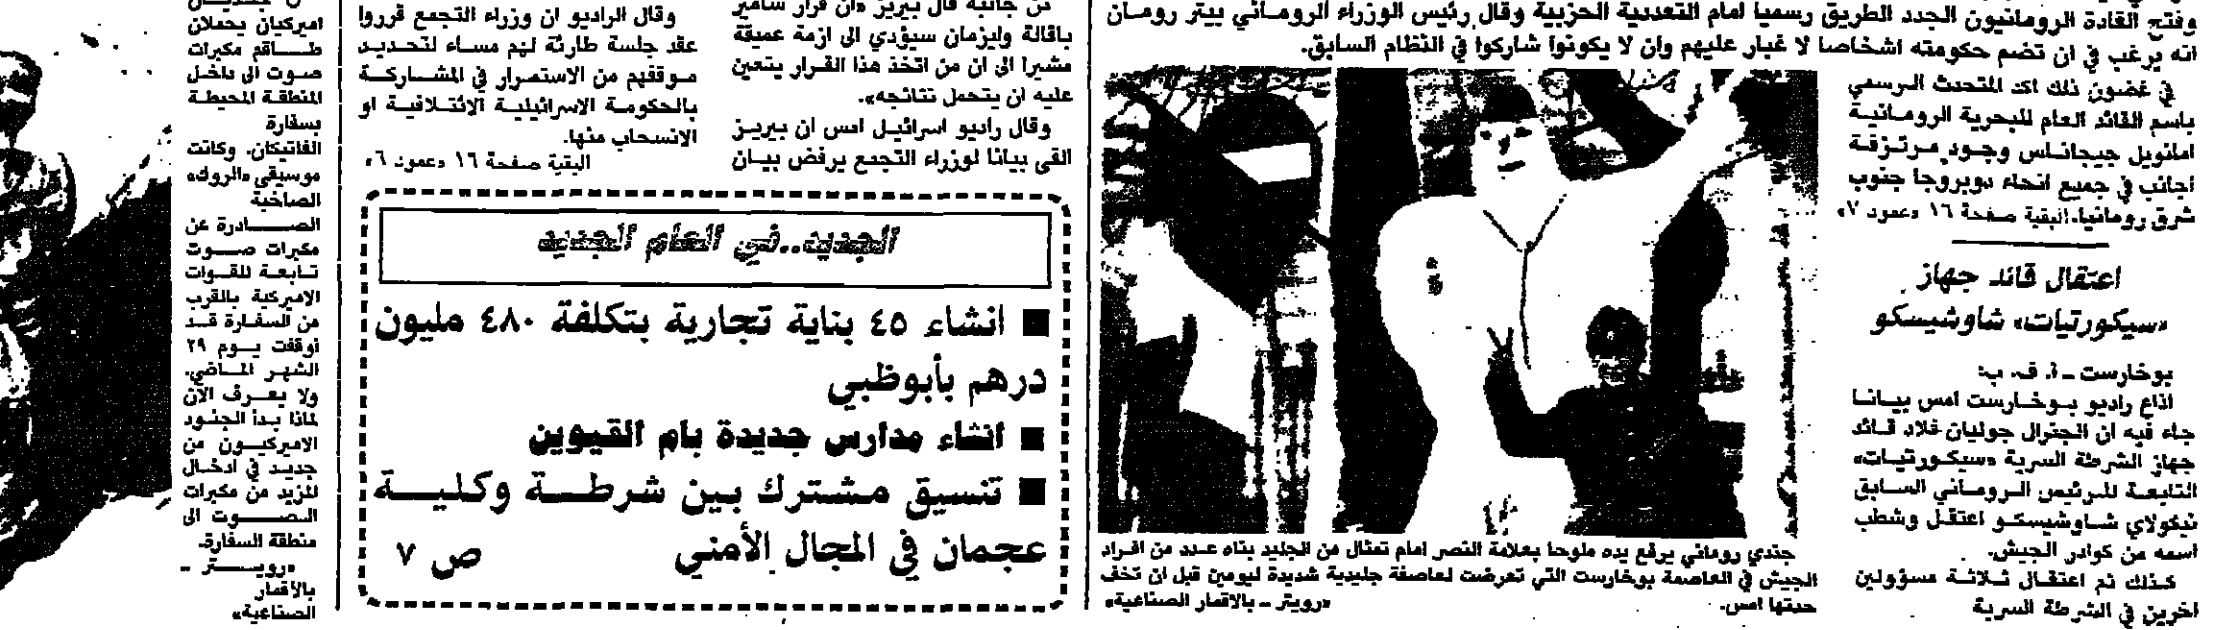 وفتح القادة الرومانيون الجدد الطريق رسميا امام التعددية الحزبية وقال رئيس الوزراء الروماني بيتر رومان
انه يرغب في ان تضم حكومته اشخاصا لا غبار عليهم وان لا يكونوا شاركوا في النظام السابق.
في غضون ذلك اكد المتحدث الرسمي
باسم القائد العام للبحرية الرومانية
امانويل جيجاناس وجود مرتزقة
اجانب في جميع انحاء دوبروجا جنوب
شرق رومانيا. البقية صفحة ١٦ «عمود ٧»
اعتقال قائد جهاز
«سيكورتيات» شاوشيسكو
بوخارست - ا. ف. ب:
اذاع راديو بوخارست امس بيانا
جاء فيه ان الجنرال جوليان فلاد قائد
جهاز الشرطة السرية «سيكورتيات»
التابعة للرئيس الروماني السابق
نيكولاي شاوشيسكو اعتقل وشطب
اسمه من كوادر الجيش.
كذلك تم اعتقال ثلاثة مسؤولين
اخرين في الشرطة السرية
جندي روماني يرفع يده ملوحا بعلامة النصر امام تمثال من الجليد بناه عدد من افراد
الجيش في العاصمة بوخارست التي تعرضت لعاصفة جليدية شديدة ليومين قبل ان تخف
حدتها امس.
«رويتر - بالاقمار الصناعية»
من جانبه قال بيريز «ان قرار شامير
باقالة وايزمان سيؤدي الى ازمة عميقة
مشيرا الى ان من اتخذ هذا القرار يتعين
عليه ان يتحمل نتائجه».
وقال راديو اسرائيل امس ان بيريز
القى بيانا لوزراء التجمع يرفض بيان
وقال الراديو ان وزراء التجمع قرروا
عقد جلسة طارئة لهم مساء لتحديد
موقفهم من الاستمرار في المشاركة
بالحكومة الاسرائيلية الائتلافية او
الانسحاب منها.
البقية صفحة ١٦ «عمود ٦»
الجديد..في العام الجديد
■ انشاء ٤٥ بناية تجارية بتكلفة ٤٨٠ مليون
درهم بأبوظبي
■ انشاء مدارس جديدة بام القيوين
■ تنسيق مشترك بين شرطة وكلية
عجمان في المجال الأمني
ص ٧
اميركيان يحملان
طاقم مكبرات
صوت الى داخل
المنطقة المحيطة
بسفارة
الفاتيكان. وكانت
موسيقى «الروك»
الصاخبة
الصادرة عن
مكبرات صوت
تابعة للقوات
الاميركية بالقرب
من السفارة قد
اوقفت يوم ٢٩
الشهر الماضي.
ولا يعرف الآن
لماذا بدأ الجنود
الاميركيون من
جديد في ادخال
المزيد من مكبرات
الصوت الى
منطقة السفارة.
«رويتر -
بالاقمار
الصناعية»